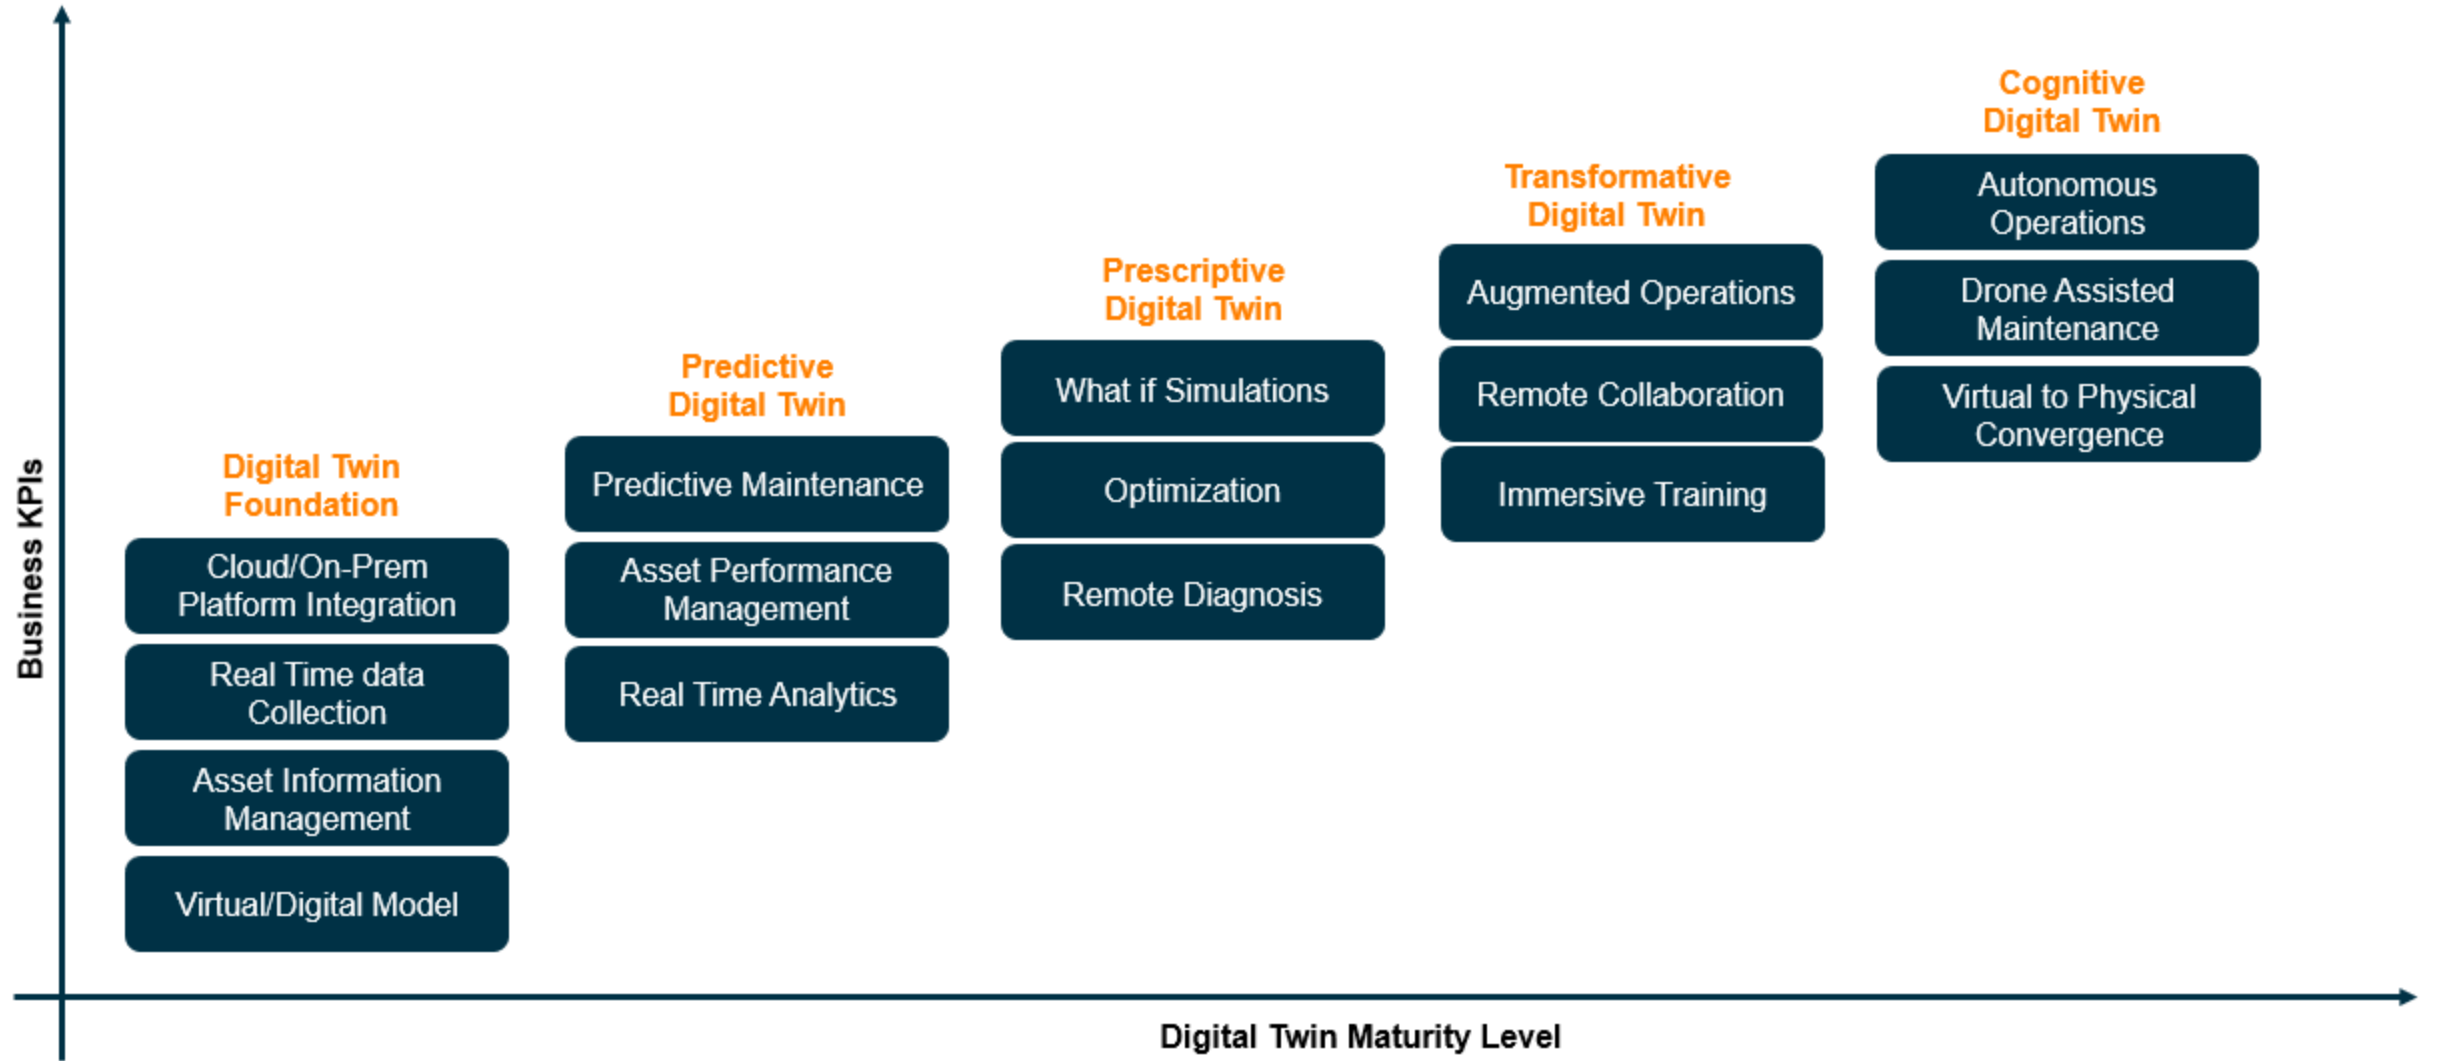 Business KPIs
Digital Twin
Foundation
Cloud/On-Prem
Platform Integration
Real Time data
Collection
Asset Information
Management
Virtual/Digital Model
Predictive
Digital Twin
Predictive Maintenance
Asset Performance
Management
Real Time Analytics
Prescriptive
Digital Twin
What if Simulations
Optimization
Remote Diagnosis
Transformative
Digital Twin
Augmented Operations
Remote Collaboration
Immersive Training
Cognitive
Digital Twin
Autonomous
Operations
Drone Assisted
Maintenance
Virtual to Physical
Convergence
Digital Twin Maturity Level